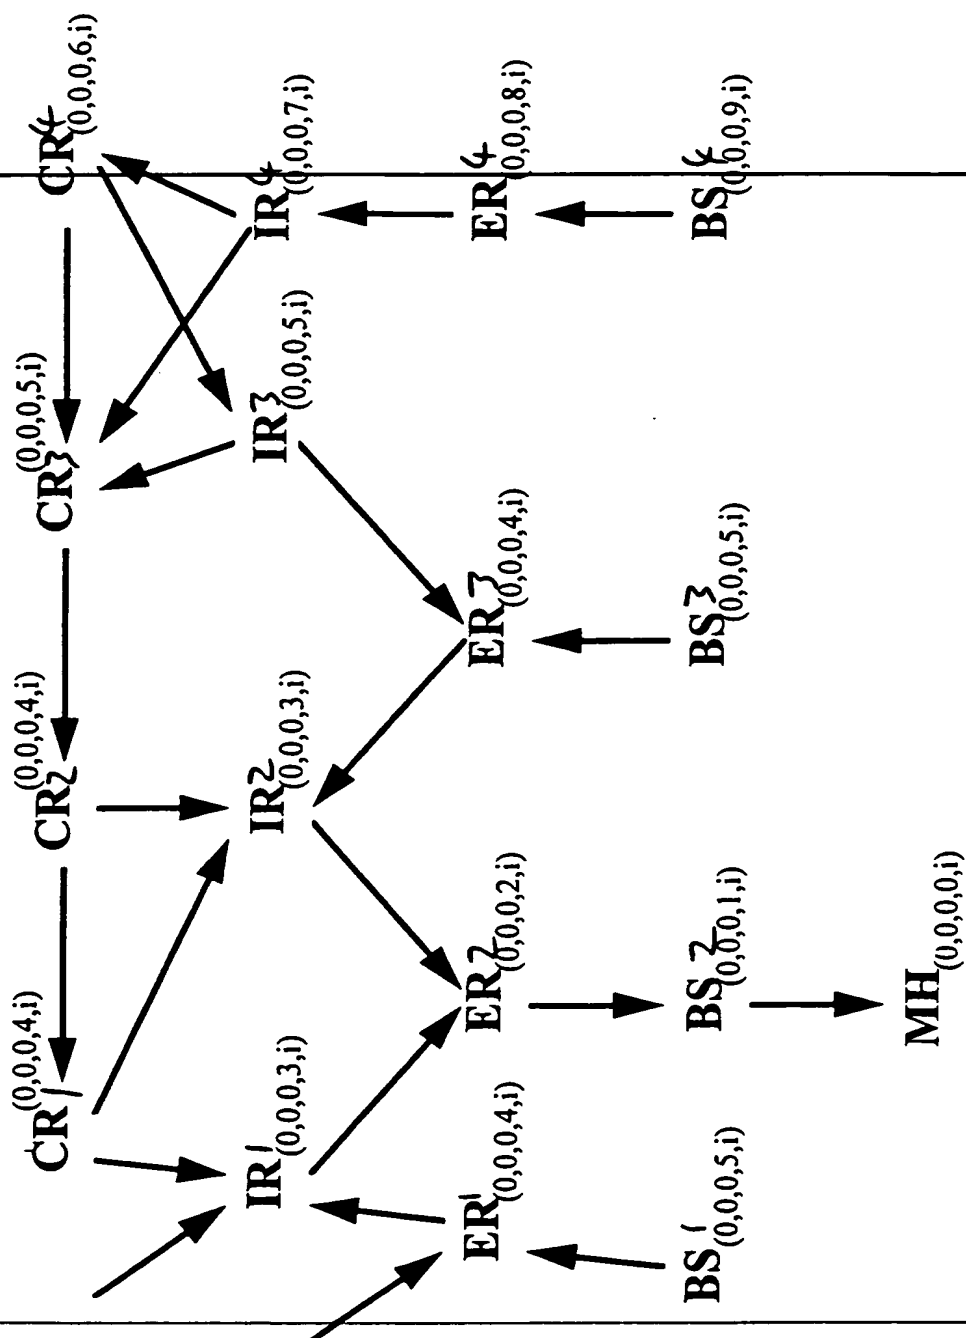 CR1 (0,0,0,4,i) CR2 (0,0,0,4,i) CR3 (0,0,0,5,i) CR4 (0,0,0,6,i)
IR1 (0,0,0,3,i) IR2 (0,0,0,3,i) IR3 (0,0,0,5,i) IR4 (0,0,0,7,i)
ER1 (0,0,0,4,i) ER2 (0,0,0,2,i) ER3 (0,0,0,4,i) ER4 (0,0,0,8,i)
BS1 (0,0,0,5,i) BS2 (0,0,0,1,i) BS3 (0,0,0,5,i) BS4 (0,0,0,9,i)
MH (0,0,0,0,i)